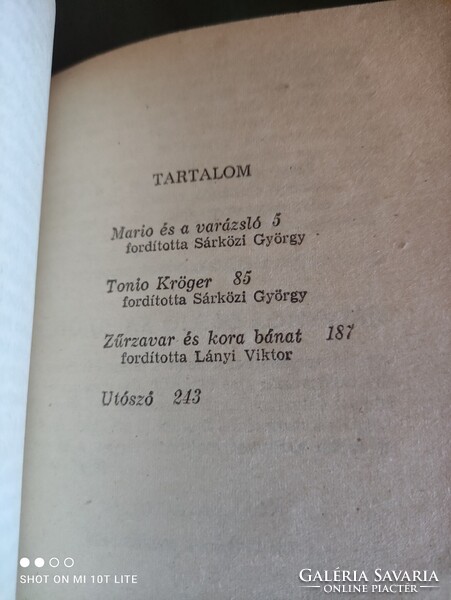 TARTALOM
Mario és a varázsló 5
fordította Sárközi György
Tonio Kröger 85
fordította Sárközi György
Zűrzavar és kora bánat 187
fordította Lányi Viktor
Utószó 243
SHOT ON MI 10T LITE
GALÉRIA SAVARIA
ONLINE PIACTÉR